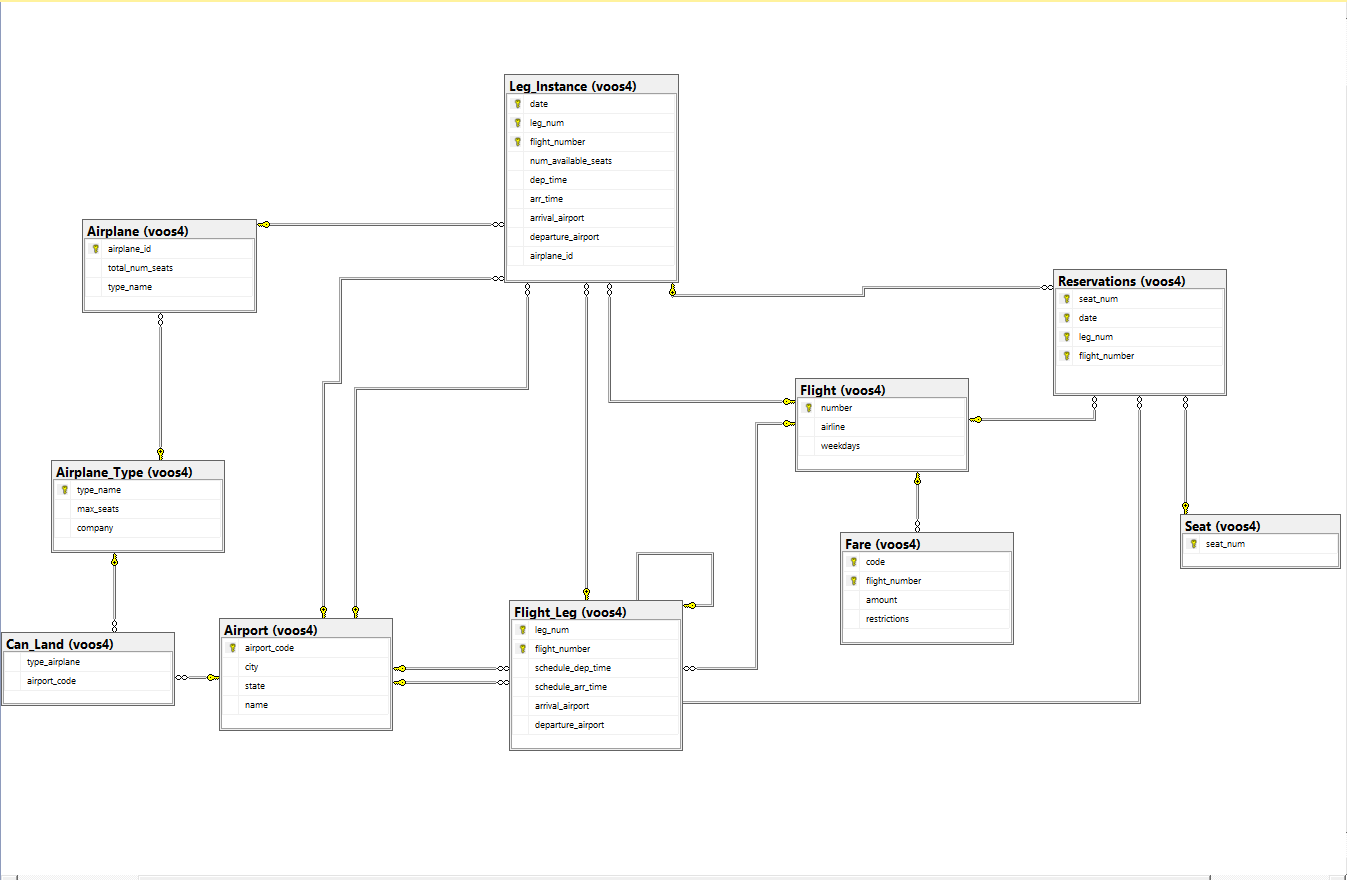 Leg_Instance (voos4)
date
leg_num
flight_number
num_available_seats
dep_time
arr_time
arrival_airport
departure_airport
airplane_id
Airplane (voos4)
airplane_id
total_num_seats
type_name
Reservations (voos4)
seat_num
date
leg_num
flight_number
Flight (voos4)
number
airline
weekdays
Airplane_Type (voos4)
type_name
max_seats
company
Seat (voos4)
seat_num
Fare (voos4)
code
flight_number
amount
restrictions
Flight_Leg (voos4)
leg_num
flight_number
schedule_dep_time
schedule_arr_time
arrival_airport
departure_airport
Airport (voos4)
airport_code
city
state
name
Can_Land (voos4)
type_airplane
airport_code